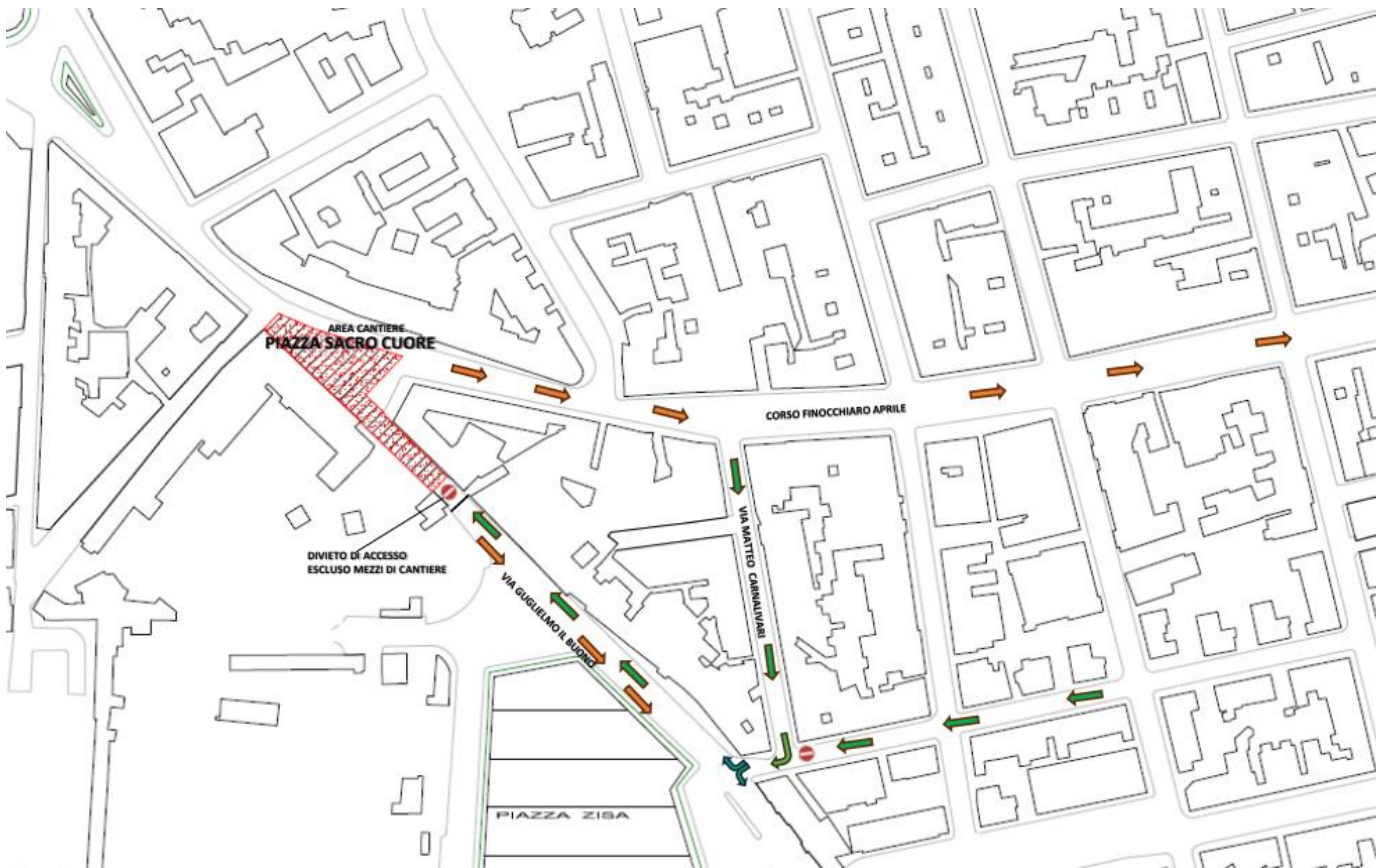 AREA CANTIERE
PIAZZA SACRO CUORE
CORSO FINOCCHIARO APRILE
DIVIETO DI ACCESSO
ESCLUSO MEZZI DI CANTIERE
VIA GUGLIELMO IL BUONO
VIA MATTEO CARNALIVARI
PIAZZA ZISA